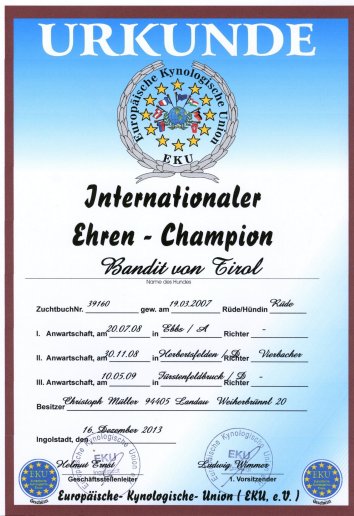 URKUNDE
Europäische Kynologische Union
EKU
Internationaler
Ehren - Champion
Bandit von Tirol
Name des Hundes
ZuchtbuchNr. 39160 gew. am 19.03.2007 Rüde/Hündin Rüde
I. Anwartschaft, am 20.07.08 in Ebbs / A Richter -
II. Anwartschaft, am 30.11.08 in Herbertsfelden / D Richter Vierbacher
III. Anwartschaft, am 10.05.09 in Fürstenfeldbruck / D Richter -
Besitzer Christoph Müller 94405 Landau Weiherbrünnl 20
Ingolstadt, den 16. Dezember 2013
Helmut Ernst Ludwig Wimmer
Geschäftsstellenleiter 1. Vorsitzender
EKU EKU
Europäische- Kynologische- Union ( EKU, e.V. )